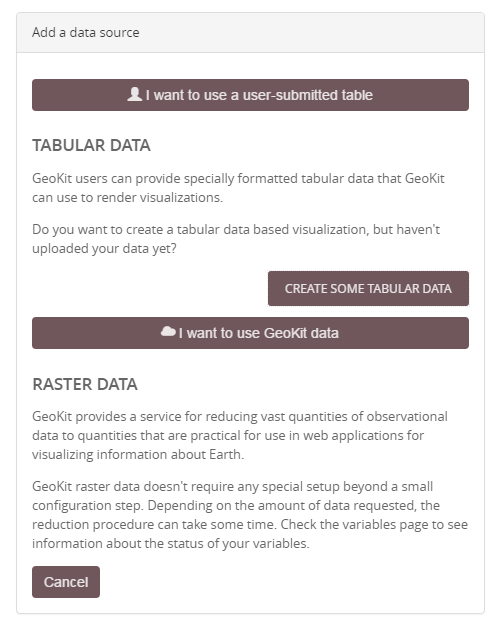 Add a data source
I want to use a user-submitted table
TABULAR DATA
GeoKit users can provide specially formatted tabular data that GeoKit
can use to render visualizations.
Do you want to create a tabular data based visualization, but haven't
uploaded your data yet?
CREATE SOME TABULAR DATA
I want to use GeoKit data
RASTER DATA
GeoKit provides a service for reducing vast quantities of observational
data to quantities that are practical for use in web applications for
visualizing information about Earth.
GeoKit raster data doesn't require any special setup beyond a small
configuration step. Depending on the amount of data requested, the
reduction procedure can take some time. Check the variables page to see
information about the status of your variables.
Cancel